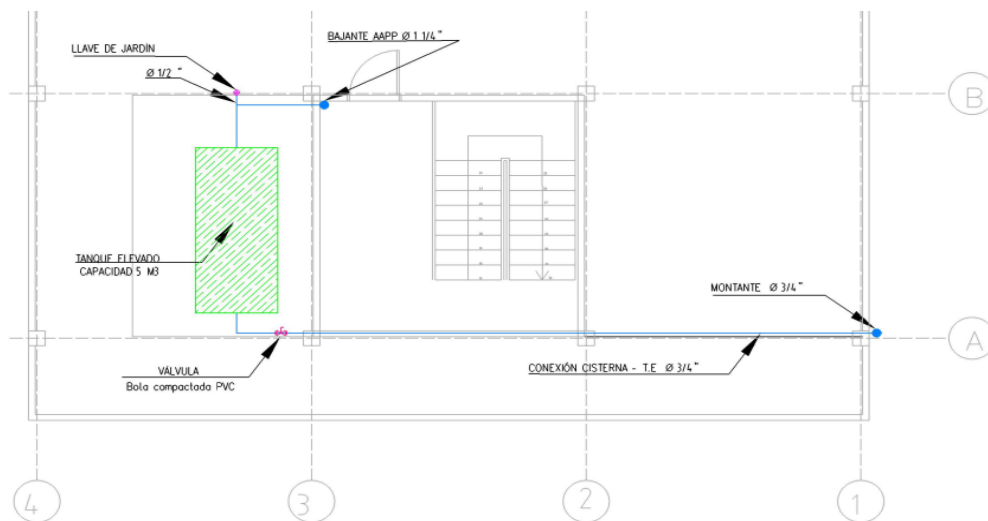 BAJANTE AAPP Ø 1 1/4"
LLAVE DE JARDÍN
Ø 1/2 "
B
TANQUE ELEVADO
CAPACIDAD 5 M3
MONTANTE Ø 3/4"
A
VÁLVULA
Bola compactada PVC
CONEXIÓN CISTERNA - T.E Ø 3/4"
4
3
2
1